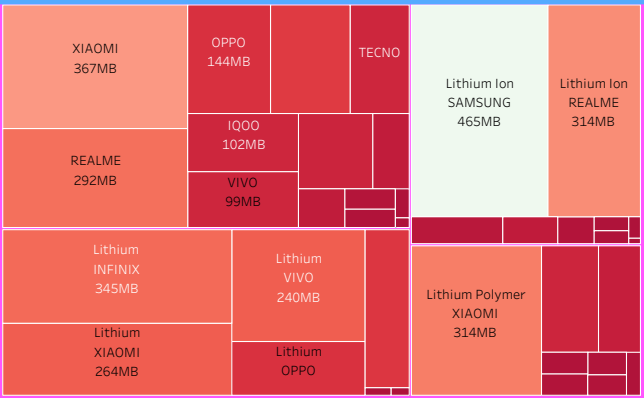 XIAOMI
367MB
REALME
292MB
OPPO
144MB
TECNO
IQOO
102MB
VIVO
99MB
Lithium Ion
SAMSUNG
465MB
Lithium Ion
REALME
314MB
Lithium
INFINIX
345MB
Lithium
XIAOMI
264MB
Lithium
VIVO
240MB
Lithium
OPPO
Lithium Polymer
XIAOMI
314MB